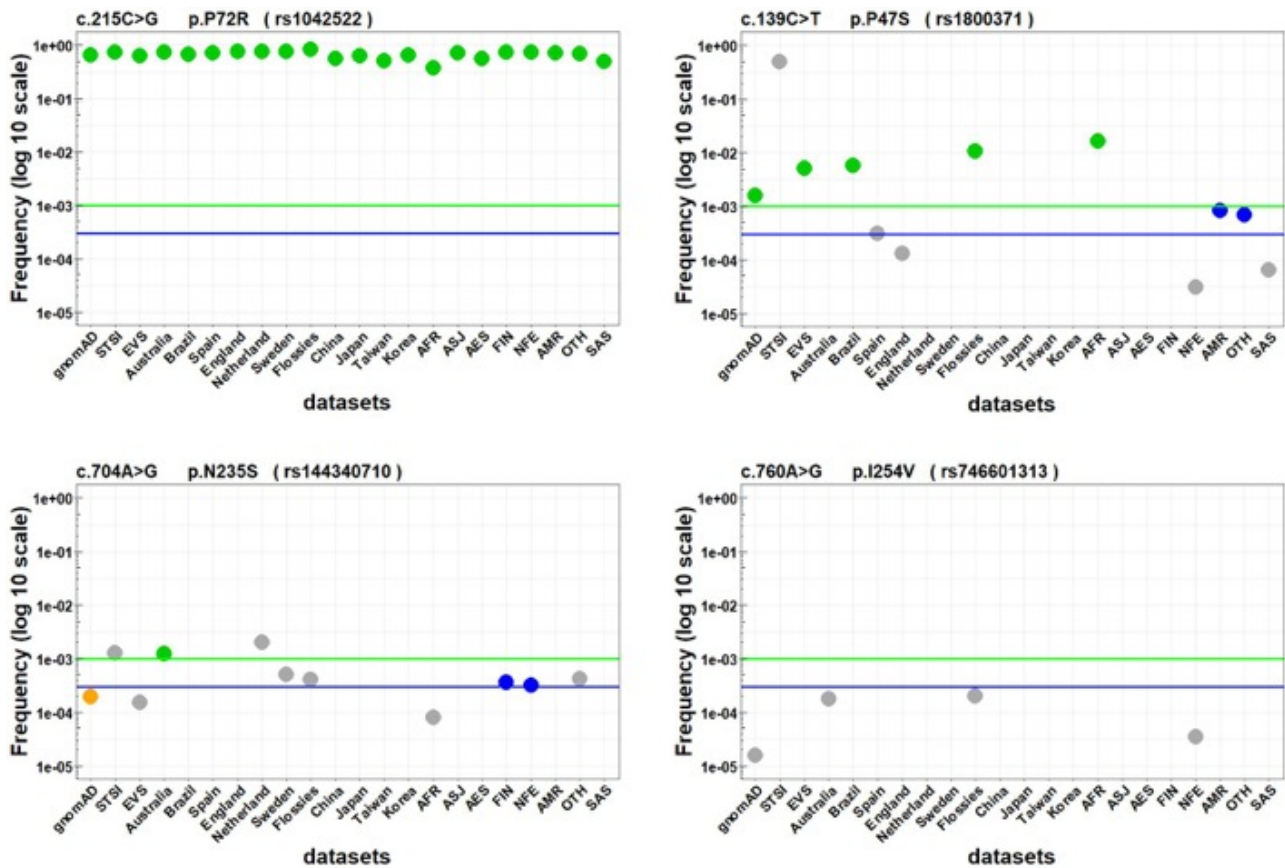 c.215C>G p.P72R ( rs1042522 )
Frequency (log 10 scale)
1e+00
1e-01
1e-02
1e-03
1e-04
1e-05
gnomAD
STSI
EVS
Australia
Brazil
Spain
England
Netherland
Sweden
Flossies
China
Japan
Taiwan
Korea
AFR
ASJ
AES
FIN
NFE
AMR
OTH
SAS
datasets
c.139C>T p.P47S ( rs1800371 )
Frequency (log 10 scale)
1e+00
1e-01
1e-02
1e-03
1e-04
1e-05
gnomAD
STSI
EVS
Australia
Brazil
Spain
England
Netherland
Sweden
Flossies
China
Japan
Taiwan
Korea
AFR
ASJ
AES
FIN
NFE
AMR
OTH
SAS
datasets
c.704A>G p.N235S ( rs144340710 )
Frequency (log 10 scale)
1e+00
1e-01
1e-02
1e-03
1e-04
1e-05
gnomAD
STSI
EVS
Australia
Brazil
Spain
England
Netherland
Sweden
Flossies
China
Japan
Taiwan
Korea
AFR
ASJ
AES
FIN
NFE
AMR
OTH
SAS
datasets
c.760A>G p.I254V ( rs746601313 )
Frequency (log 10 scale)
1e+00
1e-01
1e-02
1e-03
1e-04
1e-05
gnomAD
STSI
EVS
Australia
Brazil
Spain
England
Netherland
Sweden
Flossies
China
Japan
Taiwan
Korea
AFR
ASJ
AES
FIN
NFE
AMR
OTH
SAS
datasets